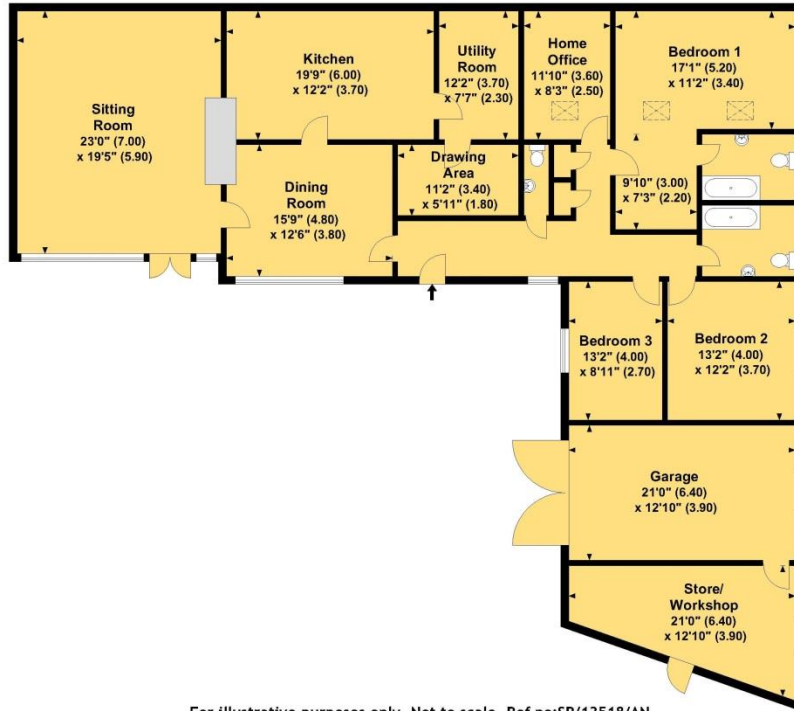 Sitting
Room
23'0" (7.00)
x 19'5" (5.90)
Kitchen
19'9" (6.00)
x 12'2" (3.70)
Utility
Room
12'2" (3.70)
x 7'7" (2.30)
Home
Office
11'10" (3.60)
x 8'3" (2.50)
Bedroom 1
17'1" (5.20)
x 11'2" (3.40)
Dining
Room
15'9" (4.80)
x 12'6" (3.80)
Drawing
Area
11'2" (3.40)
x 5'11" (1.80)
9'10" (3.00)
x 7'3" (2.20)
Bedroom 3
13'2" (4.00)
x 8'11" (2.70)
Bedroom 2
13'2" (4.00)
x 12'2" (3.70)
Garage
21'0" (6.40)
x 12'10" (3.90)
Store/
Workshop
21'0" (6.40)
x 12'10" (3.90)